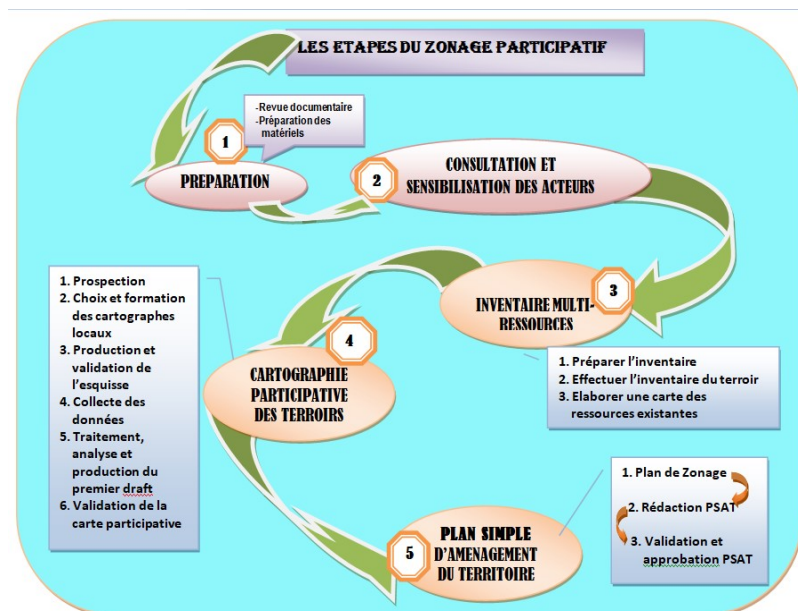 LES ETAPES DU ZONAGE PARTICIPATIF
-Revue documentaire
-Préparation des
matériels
1
PREPARATION
2
CONSULTATION ET
SENSIBILISATION DES ACTEURS
3
INVENTAIRE MULTI-
RESSOURCES
1. Préparer l'inventaire
2. Effectuer l'inventaire du terroir
3. Elaborer une carte des
ressources existantes
4
CARTOGRAPHIE
PARTICIPATIVE
DES TERROIRS
1. Prospection
2. Choix et formation
des cartographes
locaux
3. Production et
validation de
l'esquisse
4. Collecte des
données
5. Traitement,
analyse et
production du
premier draft
6. Validation de la
carte participative
5
PLAN SIMPLE
D'AMENAGEMENT
DU TERRITOIRE
1. Plan de Zonage
2. Rédaction PSAT
3. Validation et
approbation PSAT